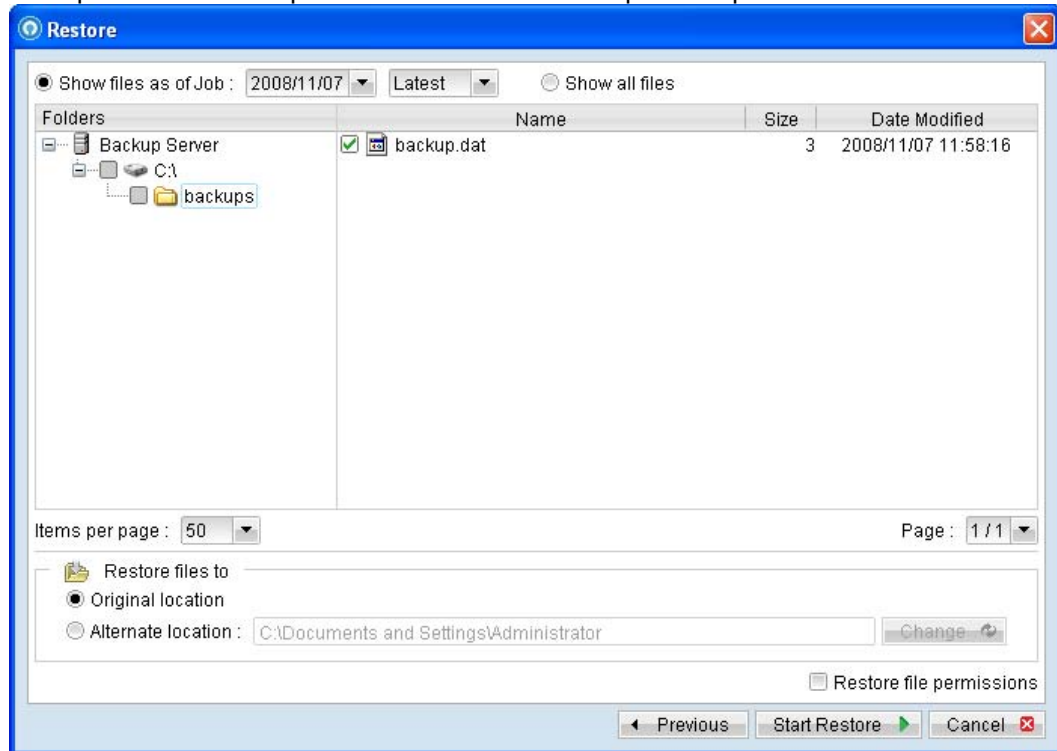 Restore
Show files as of Job : 2008/11/07 Latest Show all files
Folders Name Size Date Modified
Backup Server backup.dat 3 2008/11/07 11:58:16
C:\
backups
Items per page : 50 Page : 1 / 1
Restore files to
Original location
Alternate location : C:\Documents and Settings\Administrator Change
Restore file permissions
Previous Start Restore Cancel